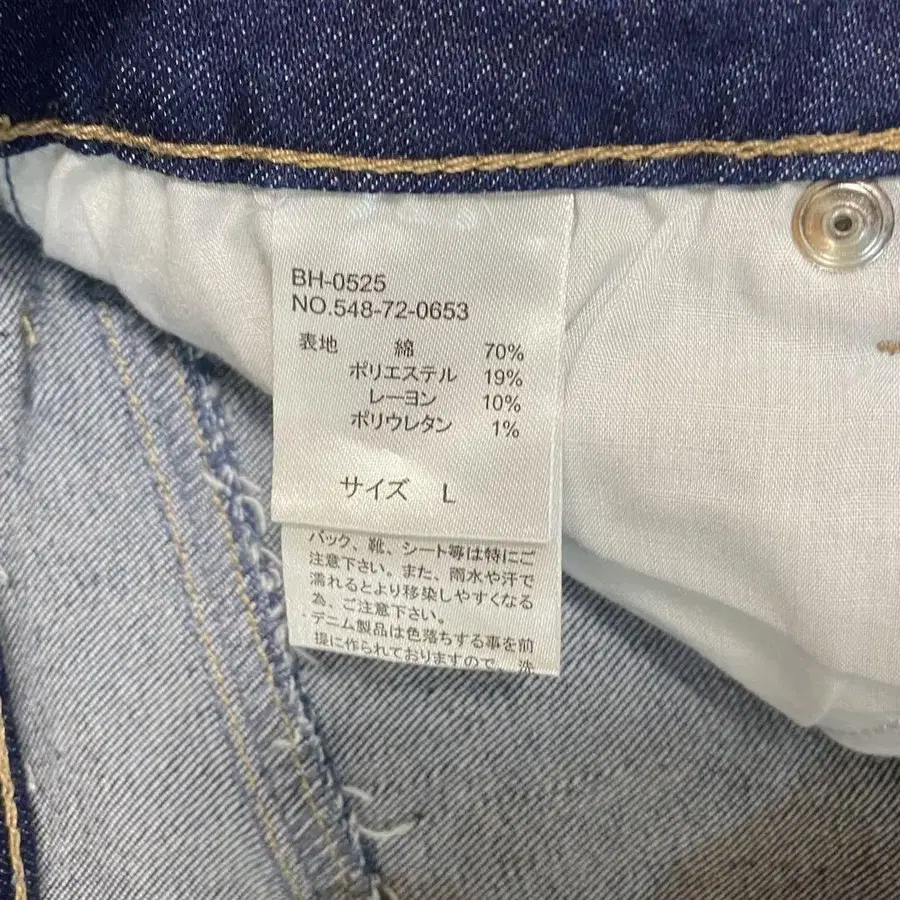 BH-0525
NO.548-72-0653
表地 綿 70%
ポリエステル 19%
レーヨン 10%
ポリウレタン 1%
サイズ L
バック、靴、シート等は特にご
注意下さい。また、雨水や汗で
濡れるとより移染しやすくなる
為、ご注意下さい。
・デニム製品は色落ちする事を前
提に作られておりますので、洗